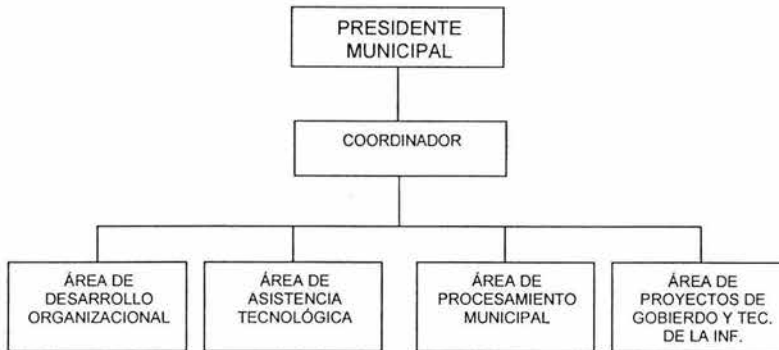 PRESIDENTE
MUNICIPAL
COORDINADOR
ÁREA DE
DESARROLLO
ORGANIZACIONAL
ÁREA DE
ASISTENCIA
TECNOLÓGICA
ÁREA DE
PROCESAMIENTO
MUNICIPAL
ÁREA DE
PROYECTOS DE
GOBIERDO Y TEC.
DE LA INF.